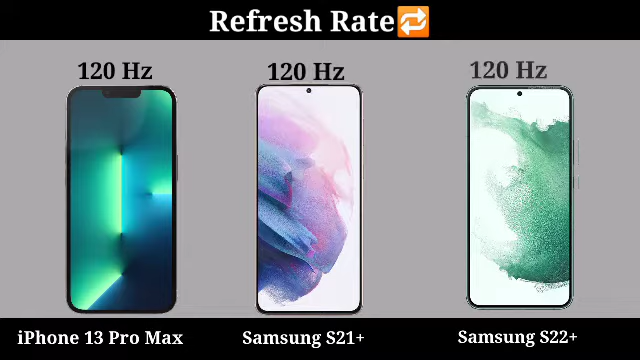 Refresh Rate🔁
120 Hz 120 Hz 120 Hz
iPhone 13 Pro Max Samsung S21+ Samsung S22+